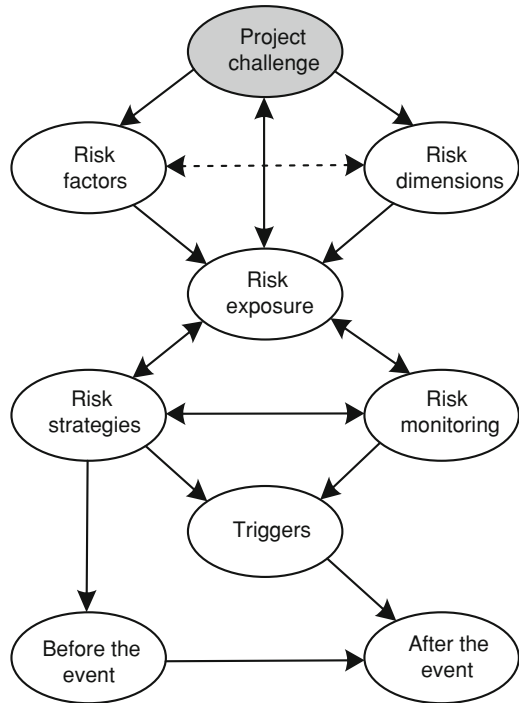 Project
challenge
Risk
factors
Risk
dimensions
Risk
exposure
Risk
strategies
Risk
monitoring
Triggers
Before the
event
After the
event